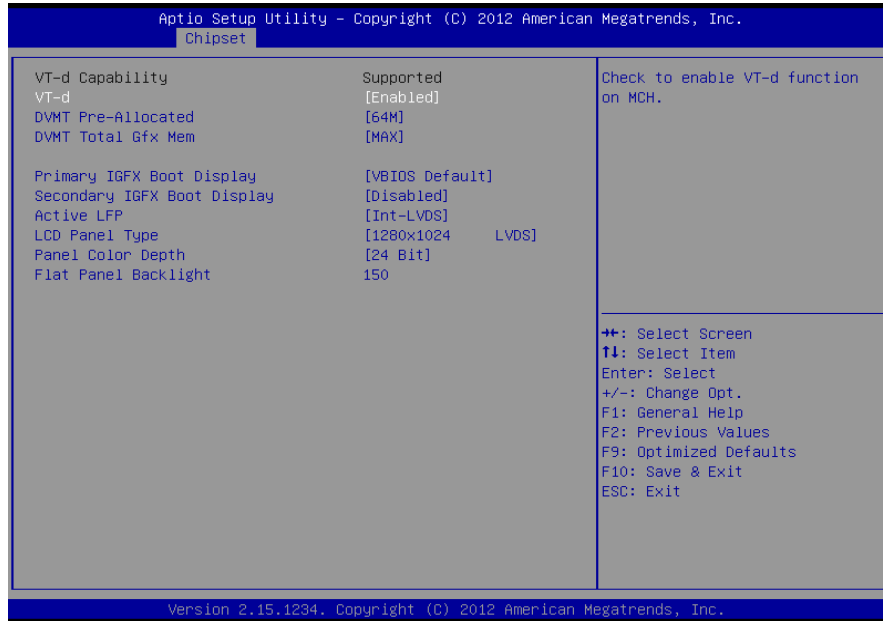 Aptio Setup Utility – Copyright (C) 2012 American Megatrends, Inc.
Chipset
VT-d Capability Supported
VT-d [Enabled]
DVMT Pre-Allocated [64M]
DVMT Total Gfx Mem [MAX]
Primary IGFX Boot Display [VBIOS Default]
Secondary IGFX Boot Display [Disabled]
Active LFP [Int-LVDS]
LCD Panel Type [1280x1024 LVDS]
Panel Color Depth [24 Bit]
Flat Panel Backlight 150
Check to enable VT-d function
on MCH.
→←: Select Screen
↑↓: Select Item
Enter: Select
+/-: Change Opt.
F1: General Help
F2: Previous Values
F9: Optimized Defaults
F10: Save & Exit
ESC: Exit
Version 2.15.1234. Copyright (C) 2012 American Megatrends, Inc.